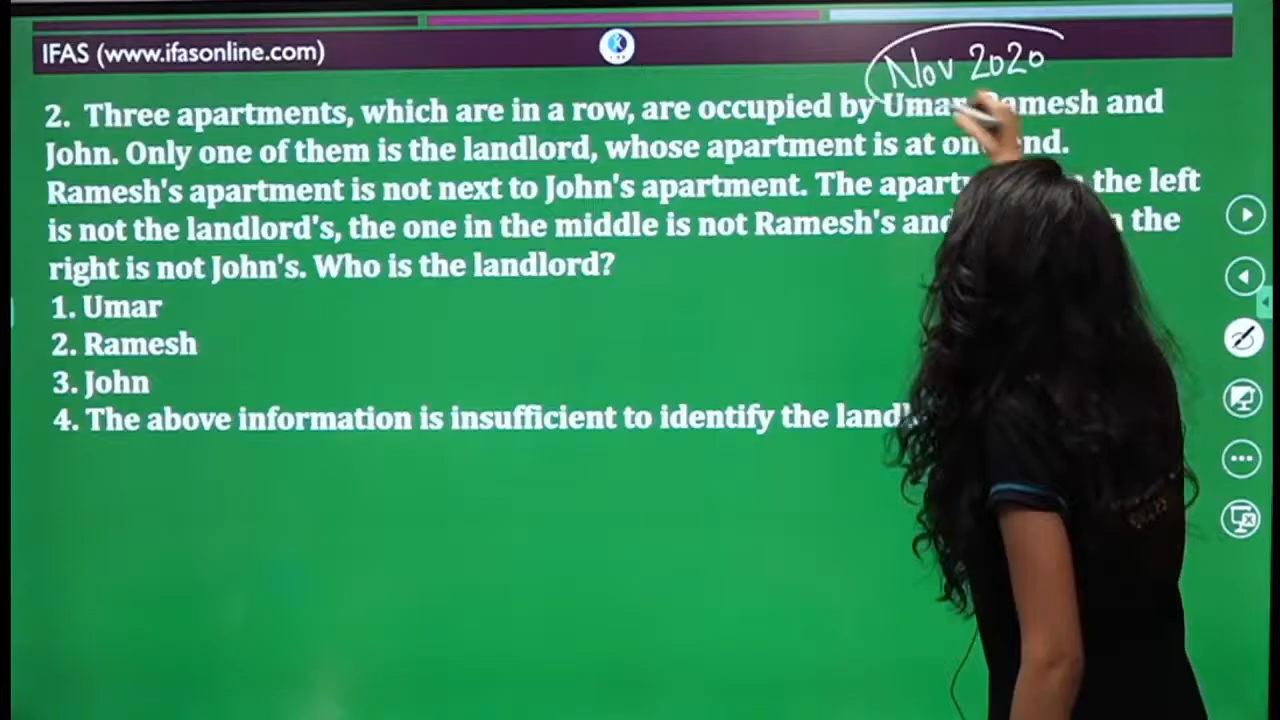 IFAS (www.ifasonline.com)
Nov 2020
2. Three apartments, which are in a row, are occupied by Umar Ramesh and
John. Only one of them is the landlord, whose apartment is at one end.
Ramesh's apartment is not next to John's apartment. The the left
is not the landlord's, the one in the middle is not Ramesh's and the
right is not John's. Who is the landlord?
1. Umar
2. Ramesh
3. John
4. The above information is insufficient to identify the